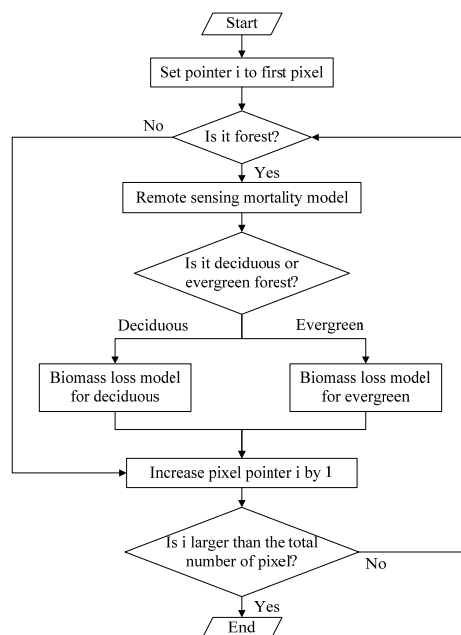 Start
Set pointer i to first pixel
No
Is it forest?
Yes
Remote sensing mortality model
Is it deciduous or
evergreen forest?
Deciduous
Evergreen
Biomass loss model
for deciduous
Biomass loss model
for evergreen
Increase pixel pointer i by 1
Is i larger than the total
number of pixel?
No
Yes
End